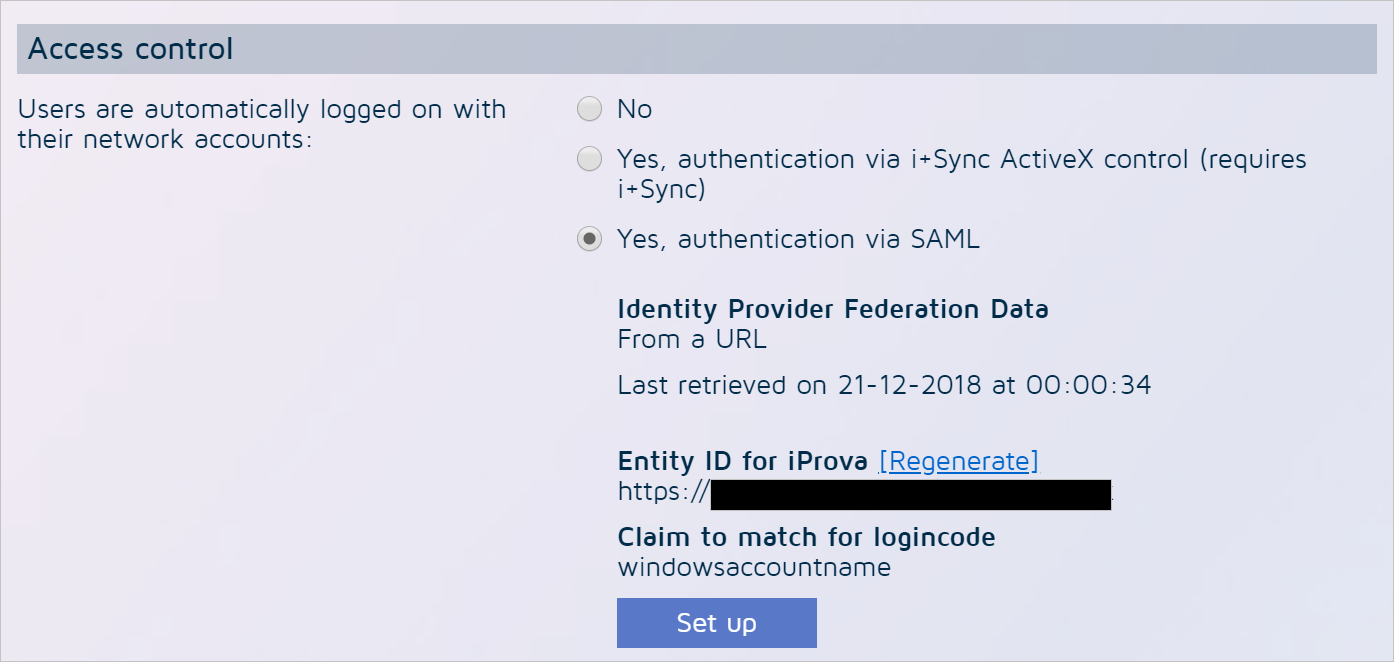 Access control
Users are automatically logged on with
their network accounts:
No
Yes, authentication via i+Sync ActiveX control (requires
i+Sync)
Yes, authentication via SAML
Identity Provider Federation Data
From a URL
Last retrieved on 21-12-2018 at 00:00:34
Entity ID for iProva [Regenerate]
https://
Claim to match for logincode
windowsaccountname
Set up